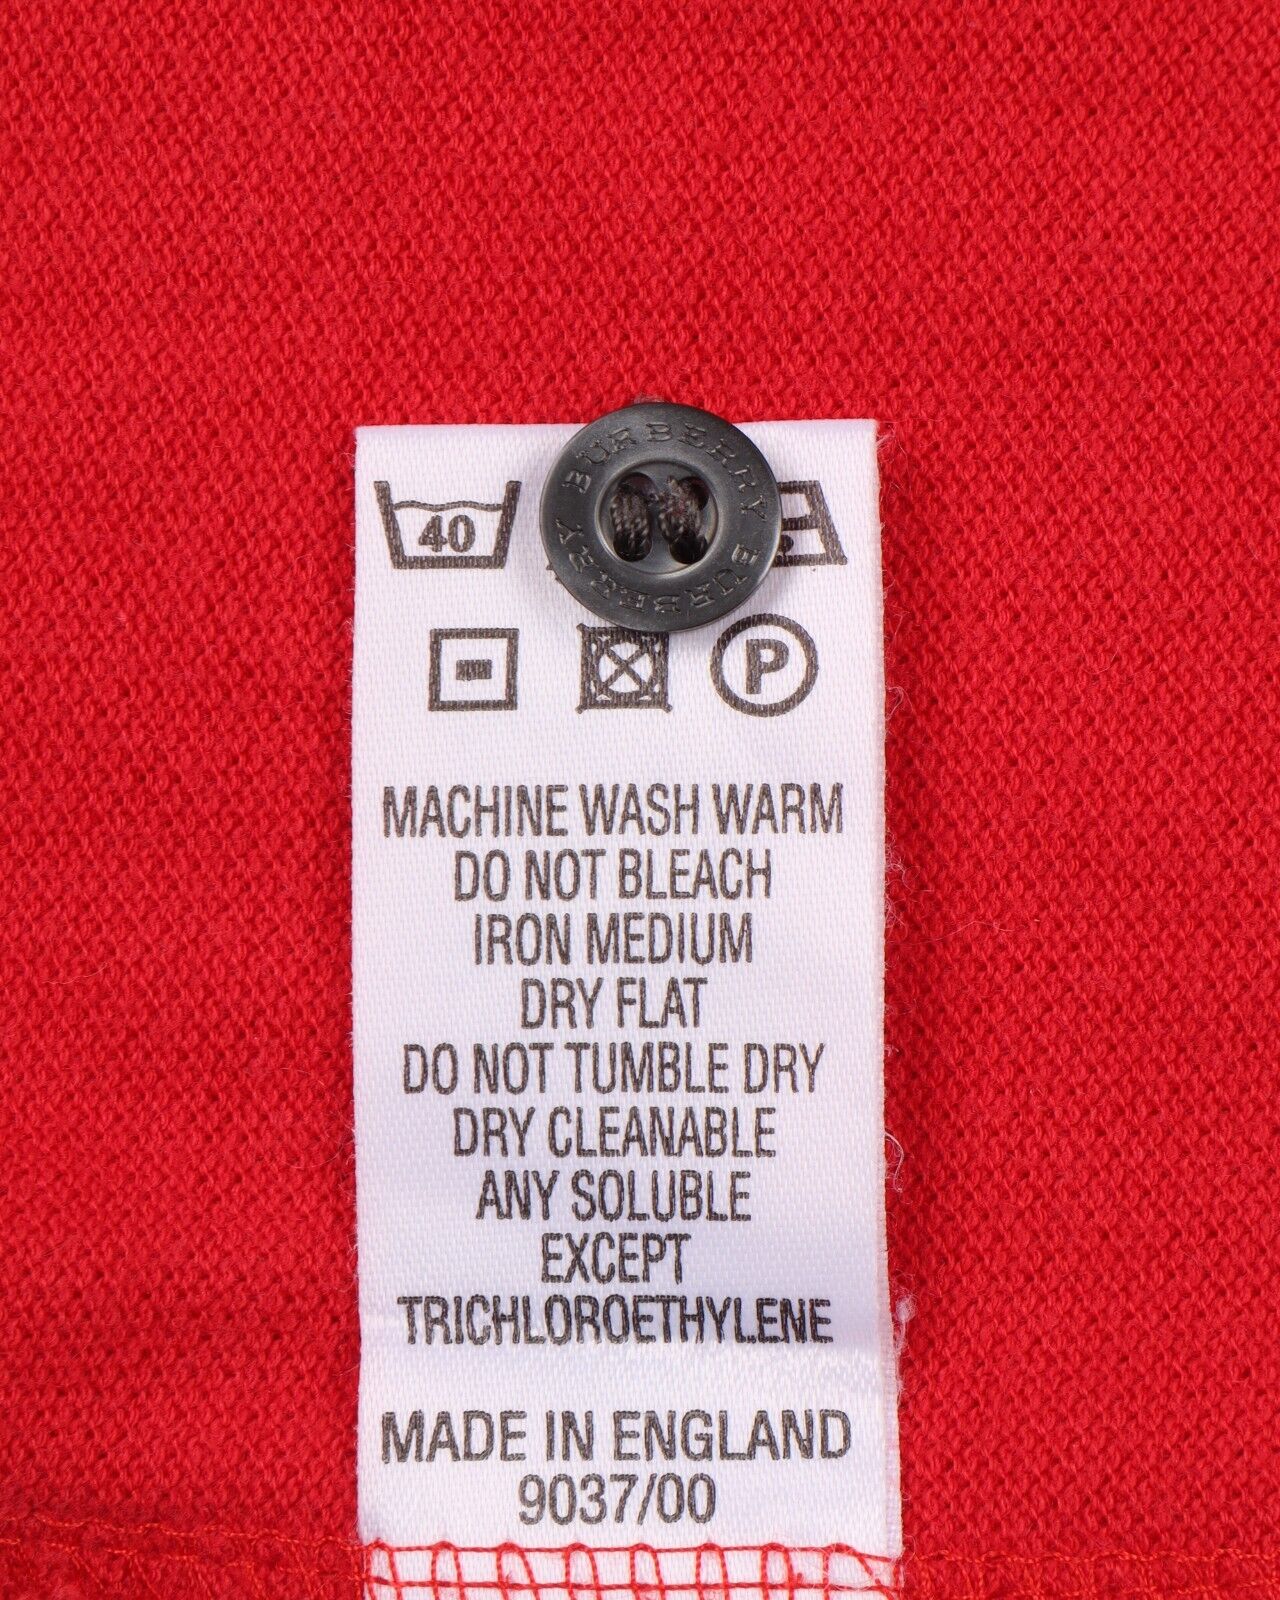 BURBERRY BURBERRY
40
P
MACHINE WASH WARM
DO NOT BLEACH
IRON MEDIUM
DRY FLAT
DO NOT TUMBLE DRY
DRY CLEANABLE
ANY SOLUBLE
EXCEPT
TRICHLOROETHYLENE
MADE IN ENGLAND
9037/00